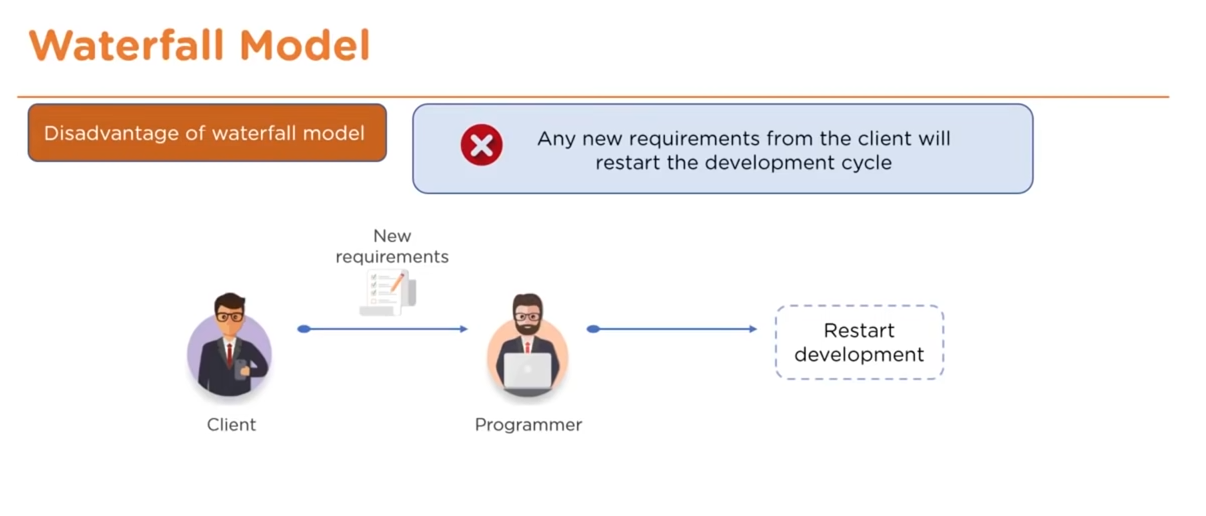 Waterfall Model
Disadvantage of waterfall model
Any new requirements from the client will
restart the development cycle
New
requirements
Client
Programmer
Restart
development